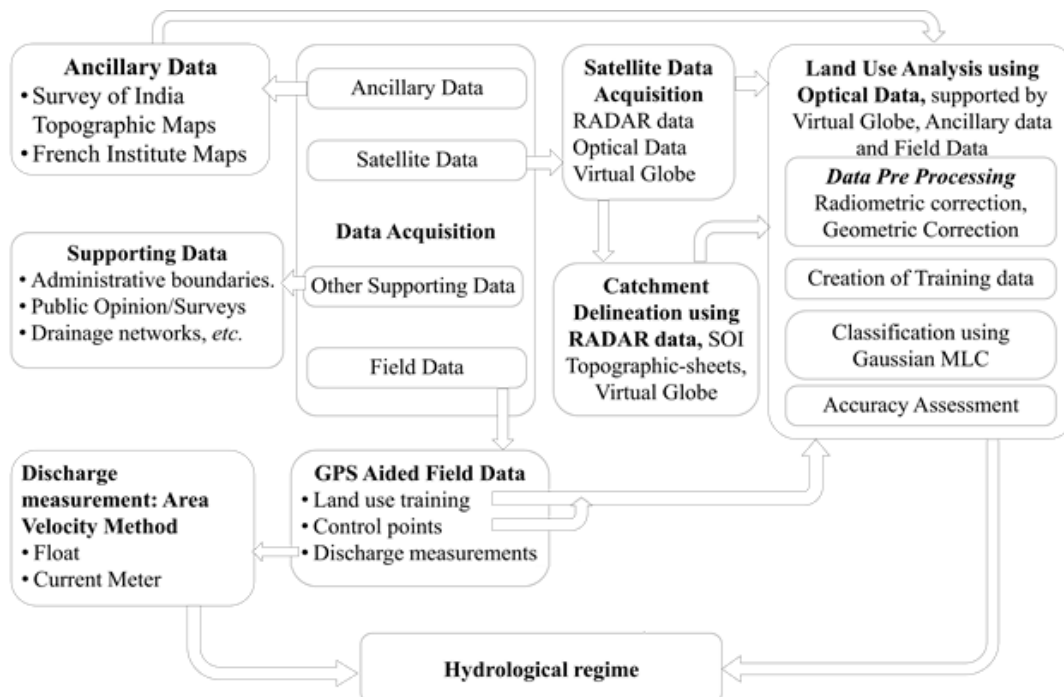 Ancillary Data
• Survey of India
Topographic Maps
• French Institute Maps
Supporting Data
• Administrative boundaries.
• Public Opinion/Surveys
• Drainage networks, etc.
Ancillary Data
Satellite Data
Data Acquisition
Other Supporting Data
Field Data
Satellite Data
Acquisition
RADAR data
Optical Data
Virtual Globe
Catchment
Delineation using
RADAR data, SOI
Topographic-sheets,
Virtual Globe
Land Use Analysis using
Optical Data, supported by
Virtual Globe, Ancillary data
and Field Data
Data Pre Processing
Radiometric correction,
Geometric Correction
Creation of Training data
Classification using
Gaussian MLC
Accuracy Assessment
Discharge
measurement: Area
Velocity Method
• Float
• Current Meter
GPS Aided Field Data
• Land use training
• Control points
• Discharge measurements
Hydrological regime